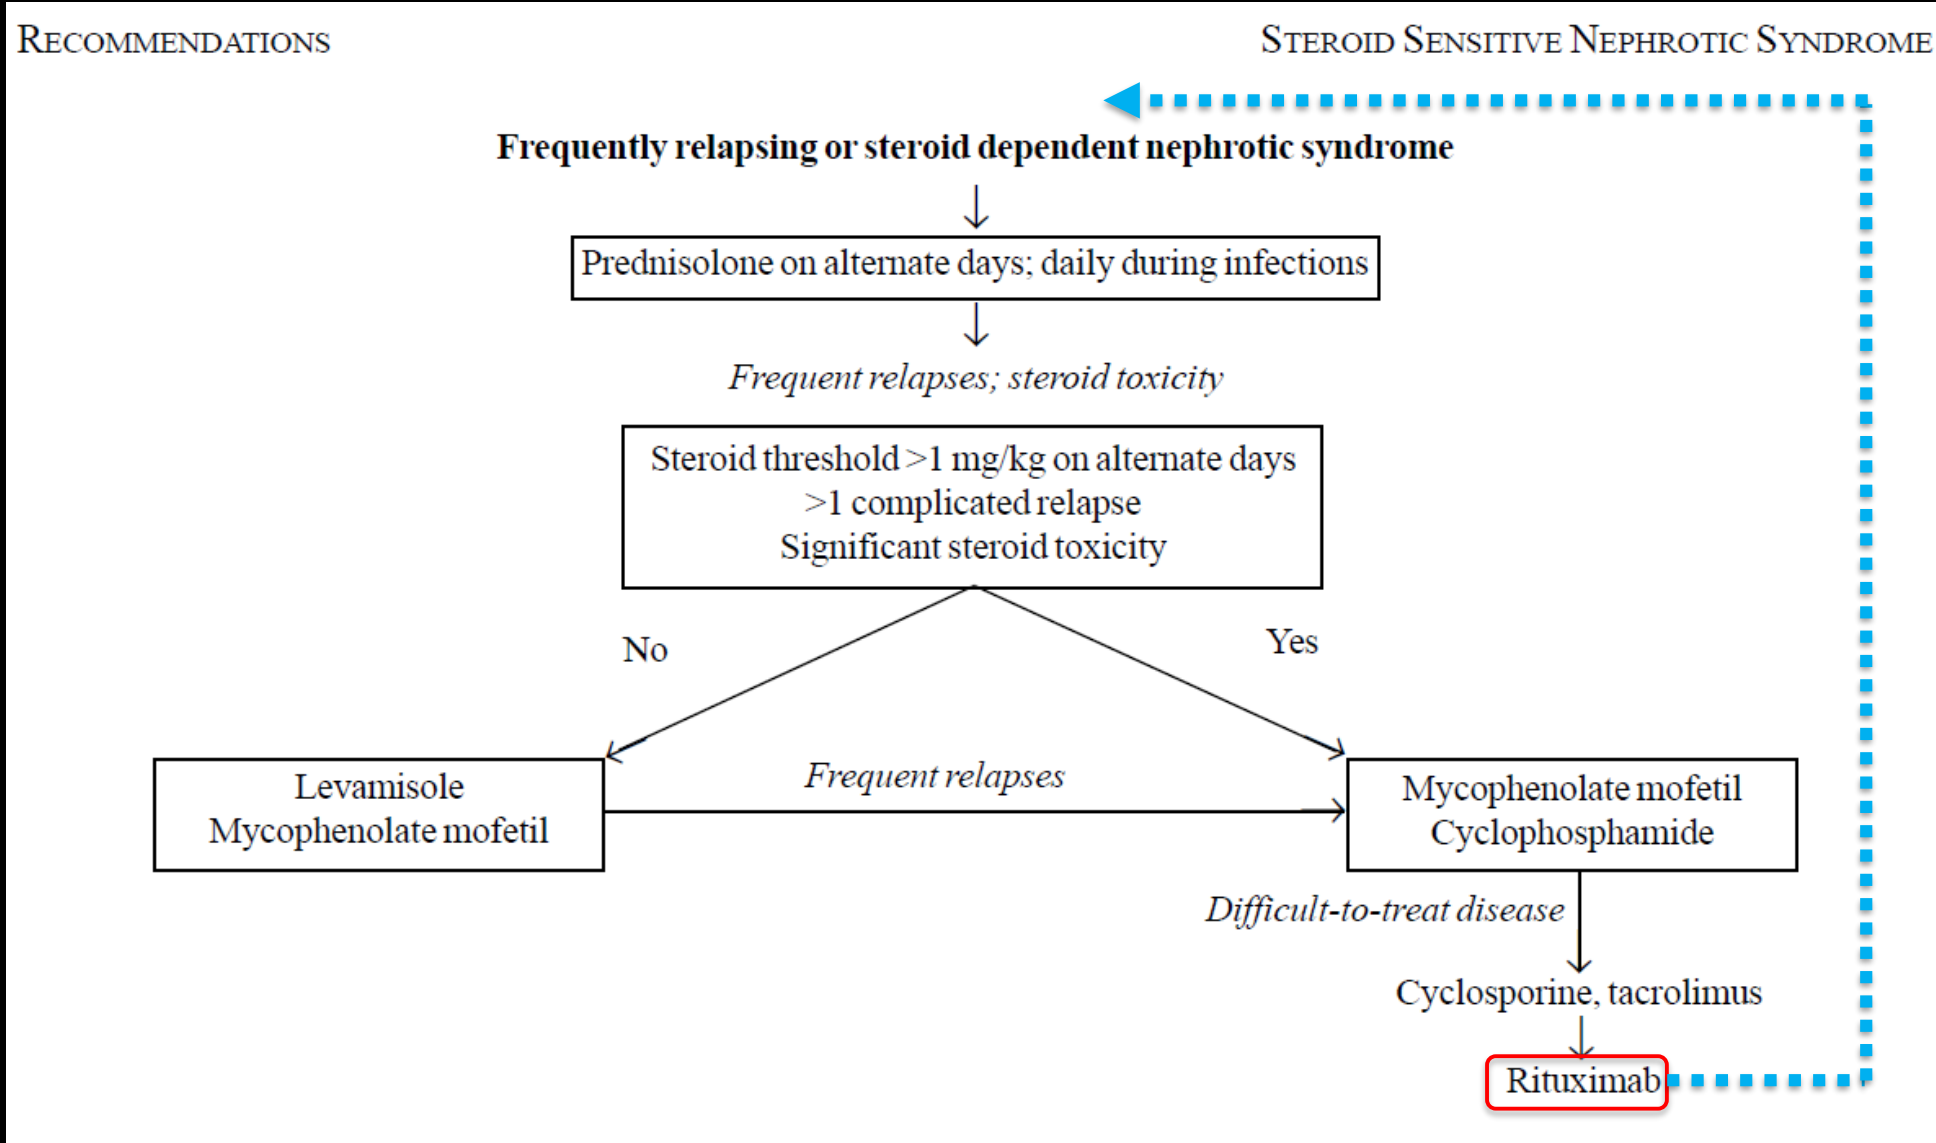 RECOMMENDATIONS
STEROID SENSITIVE NEPHROTIC SYNDROME
Frequently relapsing or steroid dependent nephrotic syndrome
Prednisolone on alternate days; daily during infections
Frequent relapses; steroid toxicity
Steroid threshold >1 mg/kg on alternate days
>1 complicated relapse
Significant steroid toxicity
No
Yes
Levamisole
Mycophenolate mofetil
Frequent relapses
Mycophenolate mofetil
Cyclophosphamide
Difficult-to-treat disease
Cyclosporine, tacrolimus
Rituximab